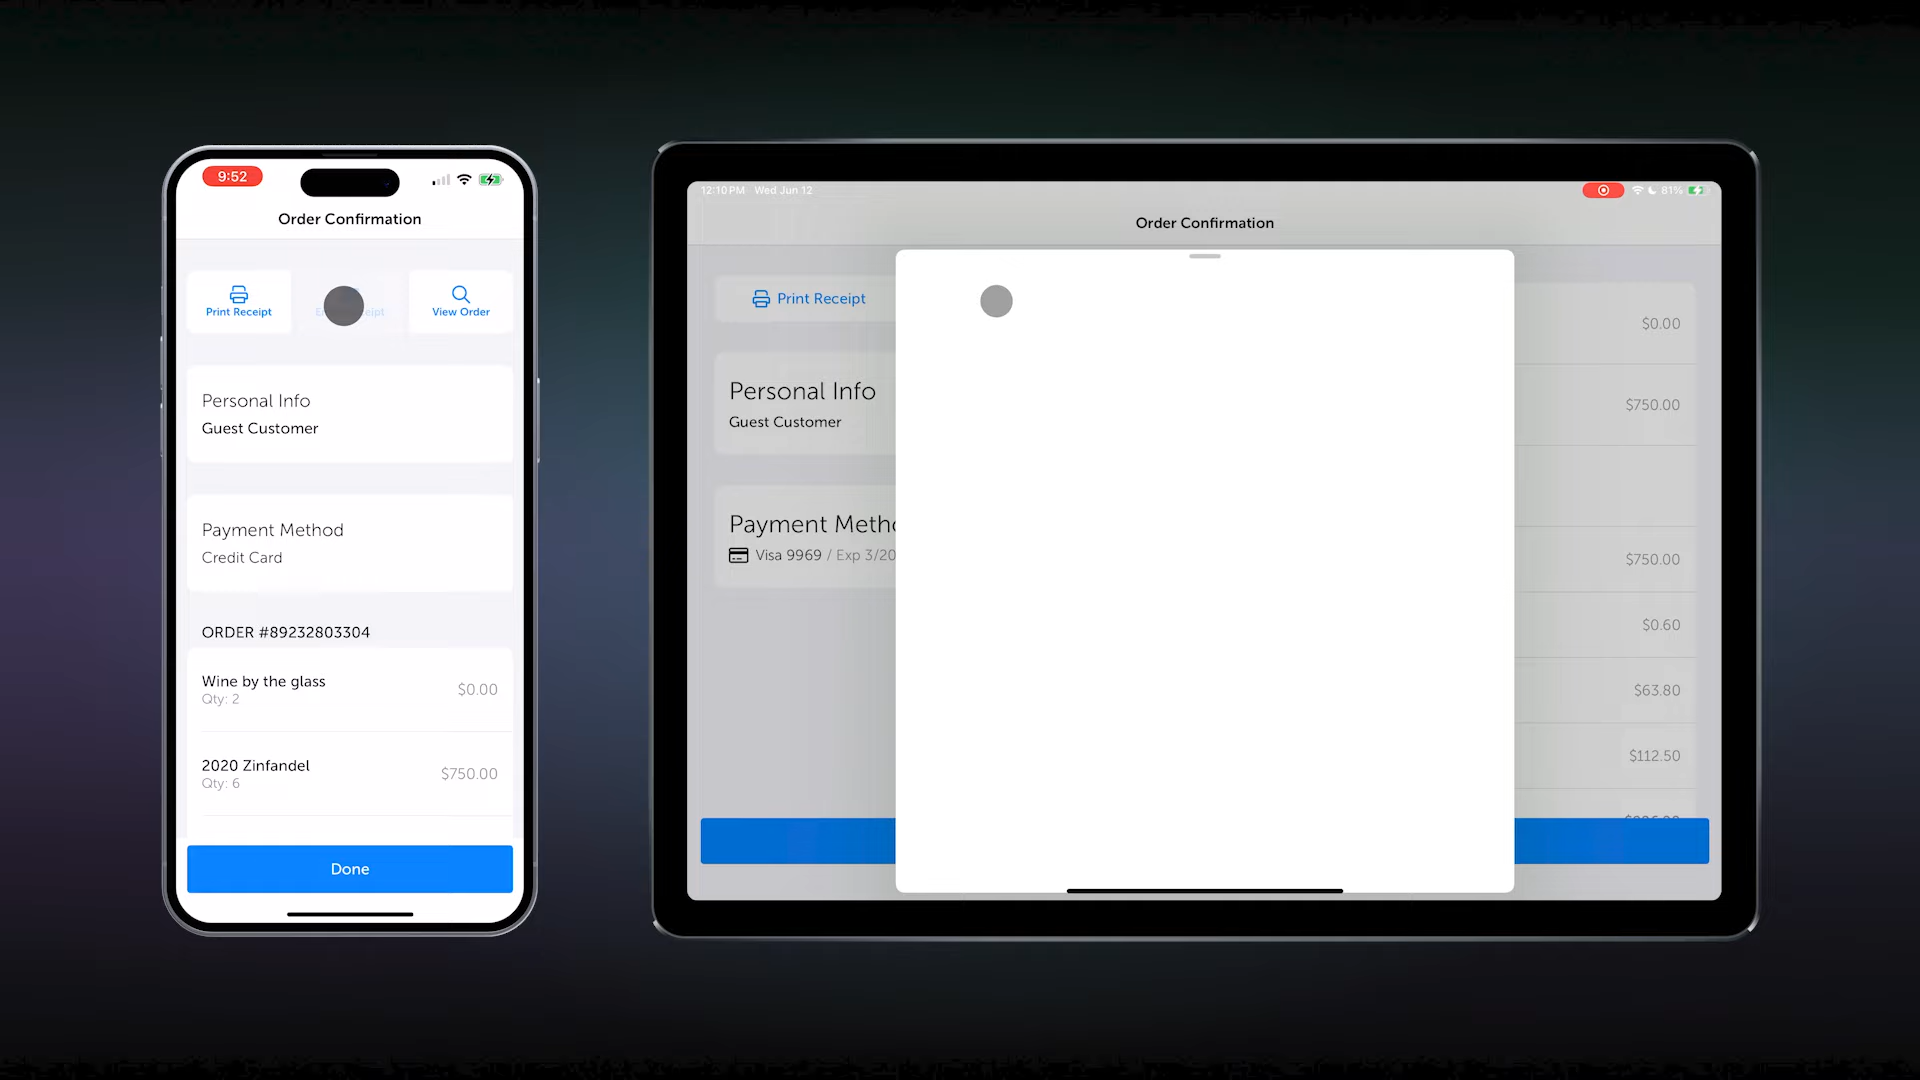 9:52
Order Confirmation
Print Receipt
View Order
Personal Info
Guest Customer
Payment Method
Credit Card
ORDER #89232803304
Wine by the glass
Qty: 2
$0.00
2020 Zinfandel
Qty: 6
$750.00
Done
12:10 PM Wed Jun 12
81%
Order Confirmation
Print Receipt
Personal Info
Guest Customer
Visa 9969 / Exp 3/20
Payment
$0.00
$750.00
$750.00
$0.60
$63.80
$112.50